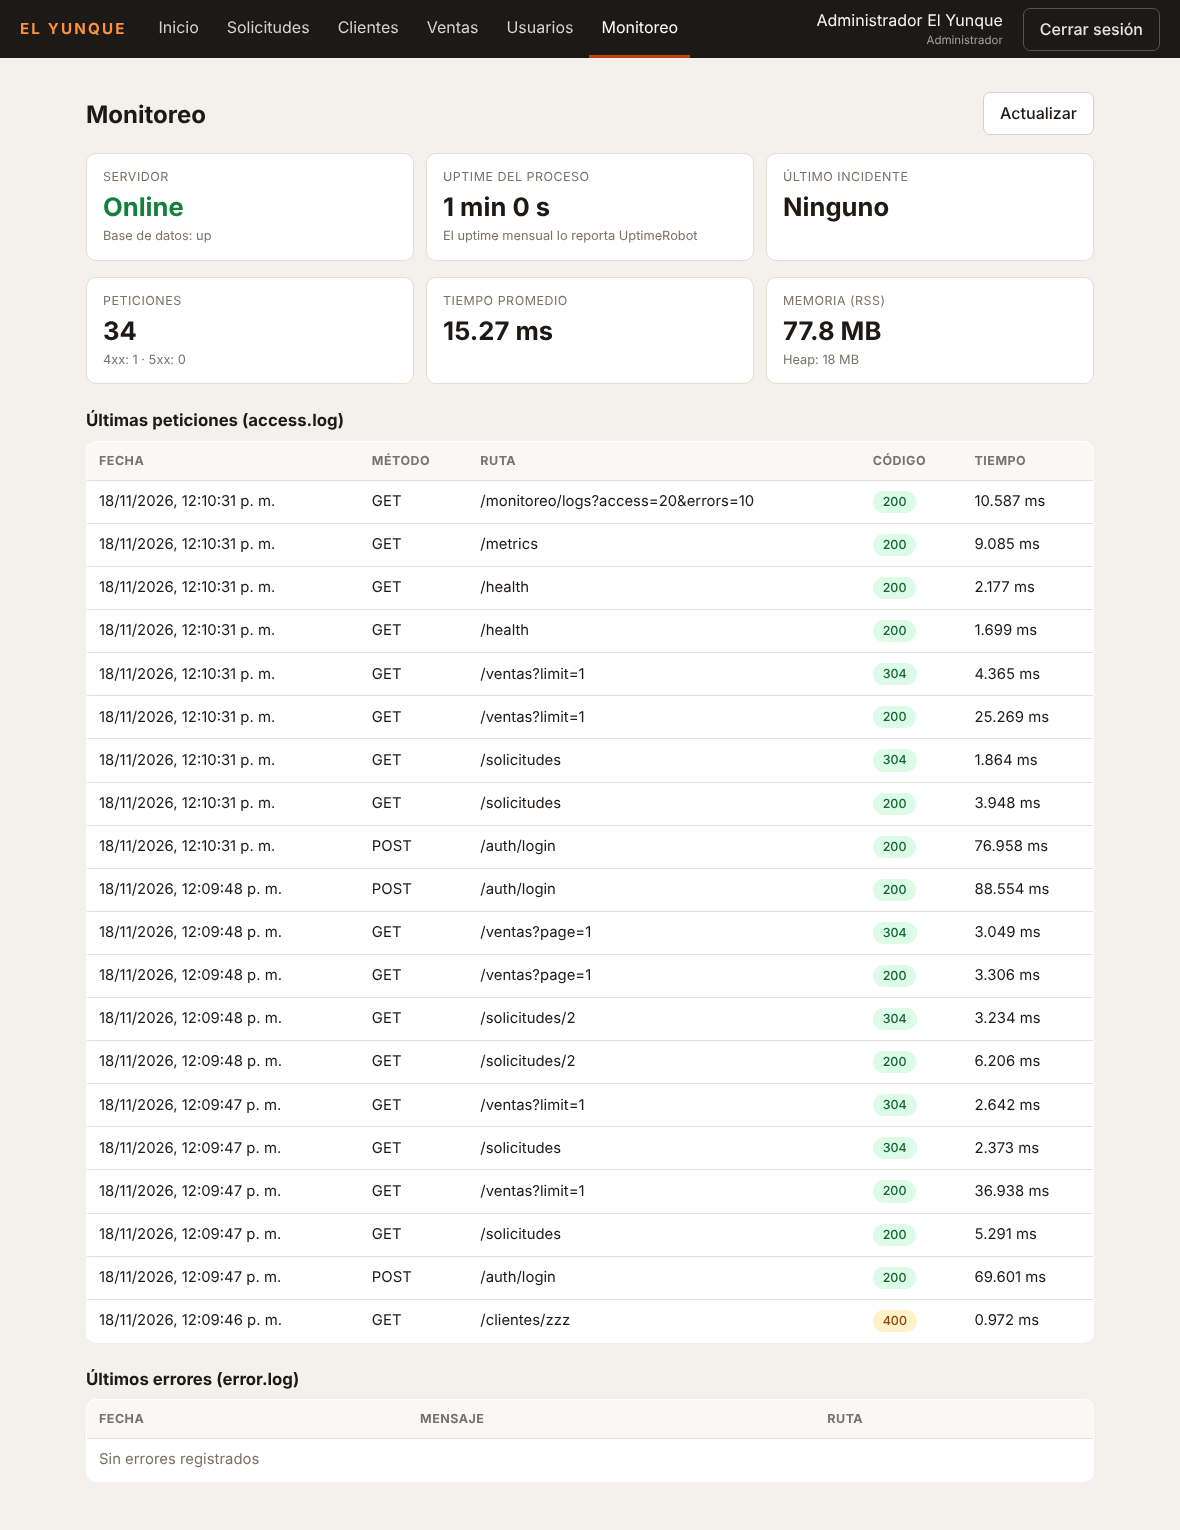 EL YUNQUE Inicio Solicitudes Clientes Ventas Usuarios Monitoreo Administrador El Yunque Cerrar sesión
Administrador
Monitoreo Actualizar
SERVIDOR UPTIME DEL PROCESO ÚLTIMO INCIDENTE
Online 1 min 0 s Ninguno
Base de datos: up El uptime mensual lo reporta UptimeRobot
PETICIONES TIEMPO PROMEDIO MEMORIA (RSS)
34 15.27 ms 77.8 MB
4xx: 1 · 5xx: 0 Heap: 18 MB
Últimas peticiones (access.log)
FECHA MÉTODO RUTA CÓDIGO TIEMPO
18/11/2026, 12:10:31 p. m. GET /monitoreo/logs?access=20&errors=10 200 10.587 ms
18/11/2026, 12:10:31 p. m. GET /metrics 200 9.085 ms
18/11/2026, 12:10:31 p. m. GET /health 200 2.177 ms
18/11/2026, 12:10:31 p. m. GET /health 200 1.699 ms
18/11/2026, 12:10:31 p. m. GET /ventas?limit=1 304 4.365 ms
18/11/2026, 12:10:31 p. m. GET /ventas?limit=1 200 25.269 ms
18/11/2026, 12:10:31 p. m. GET /solicitudes 304 1.864 ms
18/11/2026, 12:10:31 p. m. GET /solicitudes 200 3.948 ms
18/11/2026, 12:10:31 p. m. POST /auth/login 200 76.958 ms
18/11/2026, 12:09:48 p. m. POST /auth/login 200 88.554 ms
18/11/2026, 12:09:48 p. m. GET /ventas?page=1 304 3.049 ms
18/11/2026, 12:09:48 p. m. GET /ventas?page=1 200 3.306 ms
18/11/2026, 12:09:48 p. m. GET /solicitudes/2 304 3.234 ms
18/11/2026, 12:09:48 p. m. GET /solicitudes/2 200 6.206 ms
18/11/2026, 12:09:47 p. m. GET /ventas?limit=1 304 2.642 ms
18/11/2026, 12:09:47 p. m. GET /solicitudes 304 2.373 ms
18/11/2026, 12:09:47 p. m. GET /ventas?limit=1 200 36.938 ms
18/11/2026, 12:09:47 p. m. GET /solicitudes 200 5.291 ms
18/11/2026, 12:09:47 p. m. POST /auth/login 200 69.601 ms
18/11/2026, 12:09:46 p. m. GET /clientes/zzz 400 0.972 ms
Últimos errores (error.log)
FECHA MENSAJE RUTA
Sin errores registrados